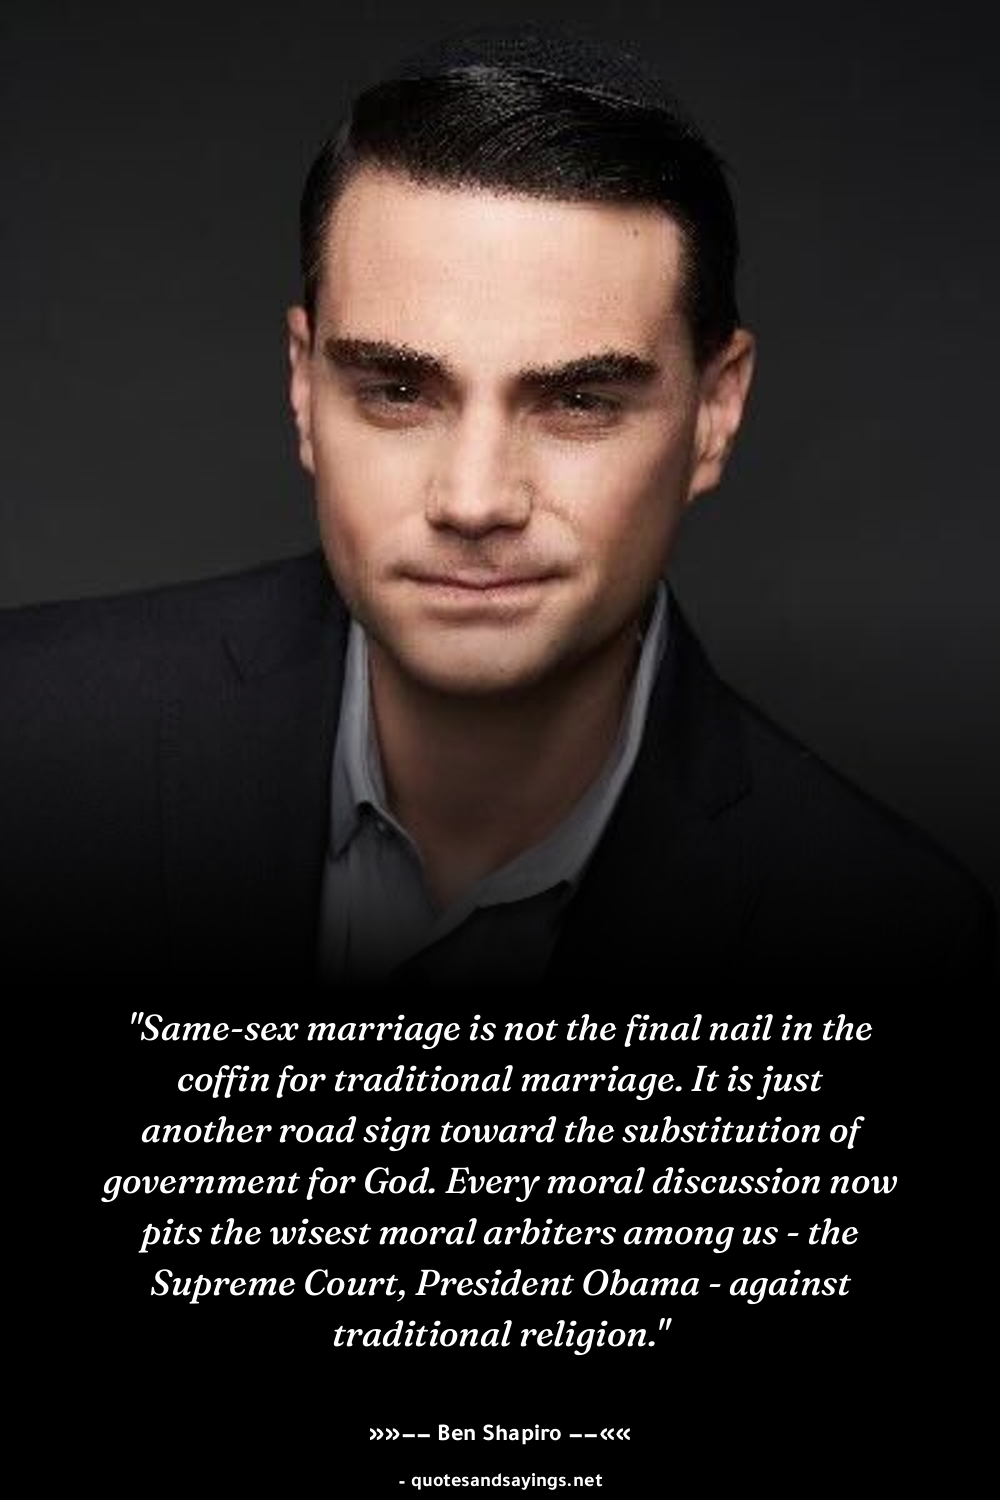 "Same-sex marriage is not the final nail in the
coffin for traditional marriage. It is just
another road sign toward the substitution of
government for God. Every moral discussion now
pits the wisest moral arbiters among us - the
Supreme Court, President Obama - against
traditional religion."
»»–– Ben Shapiro ––««
- quotesandsayings.net